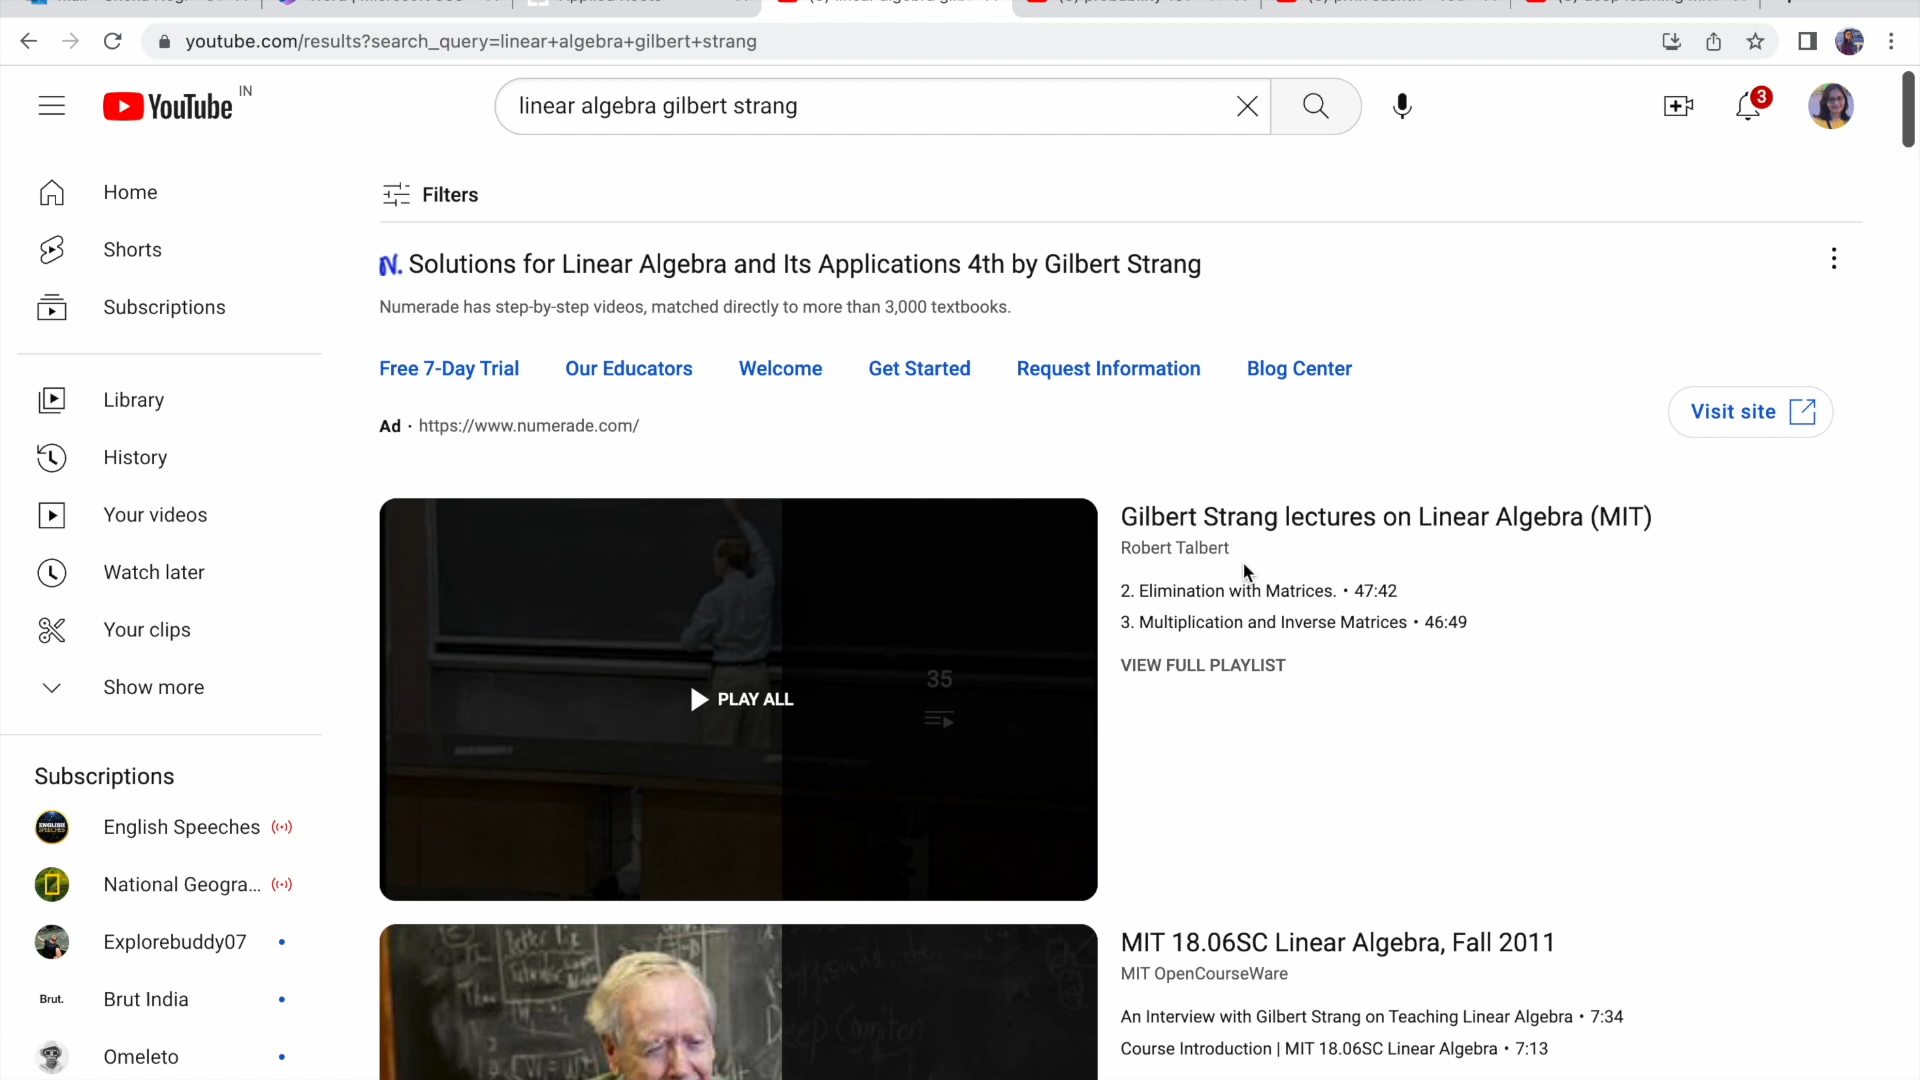 youtube.com/results?search_query=linear+algebra+gilbert+strang
YouTube IN
linear algebra gilbert strang
3
Home
Shorts
Subscriptions
Library
History
Your videos
Watch later
Your clips
Show more
Subscriptions
English Speeches
National Geogra...
Explorebuddy07
Brut.
Brut India
Omeleto
Filters
N. Solutions for Linear Algebra and Its Applications 4th by Gilbert Strang
Numerade has step-by-step videos, matched directly to more than 3,000 textbooks.
Free 7-Day Trial Our Educators Welcome Get Started Request Information Blog Center
Ad · https://www.numerade.com/
Visit site
35
PLAY ALL
Gilbert Strang lectures on Linear Algebra (MIT)
Robert Talbert
2. Elimination with Matrices. • 47:42
3. Multiplication and Inverse Matrices • 46:49
VIEW FULL PLAYLIST
MIT 18.06SC Linear Algebra, Fall 2011
MIT OpenCourseWare
An Interview with Gilbert Strang on Teaching Linear Algebra • 7:34
Course Introduction | MIT 18.06SC Linear Algebra • 7:13